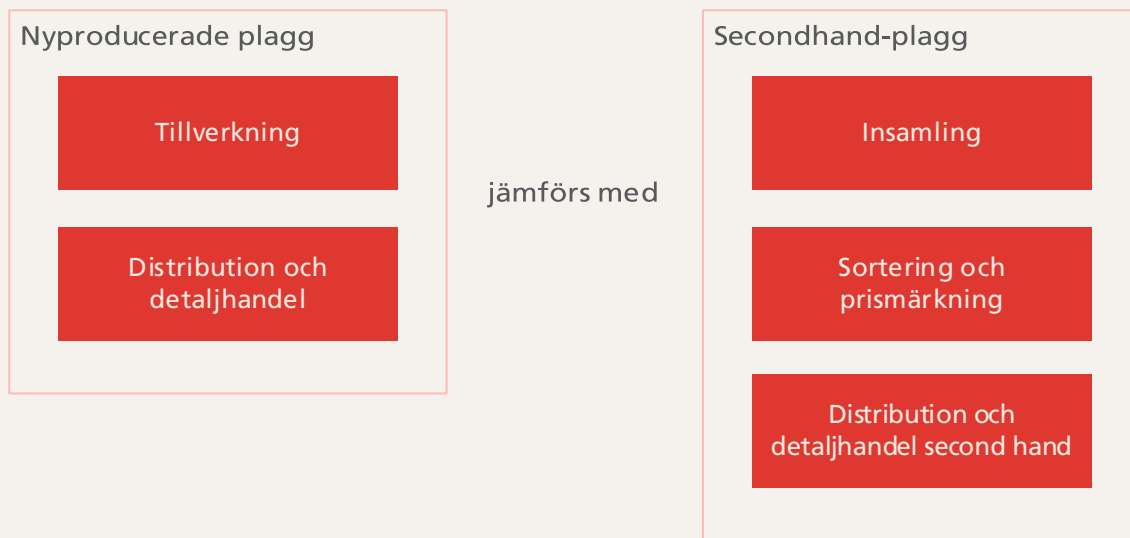 Nyproducerade plagg
Tillverkning
Distribution och
detaljhandel
jämförs med
Secondhand-plagg
Insamling
Sortering och
prismärkning
Distribution och
detaljhandel second hand